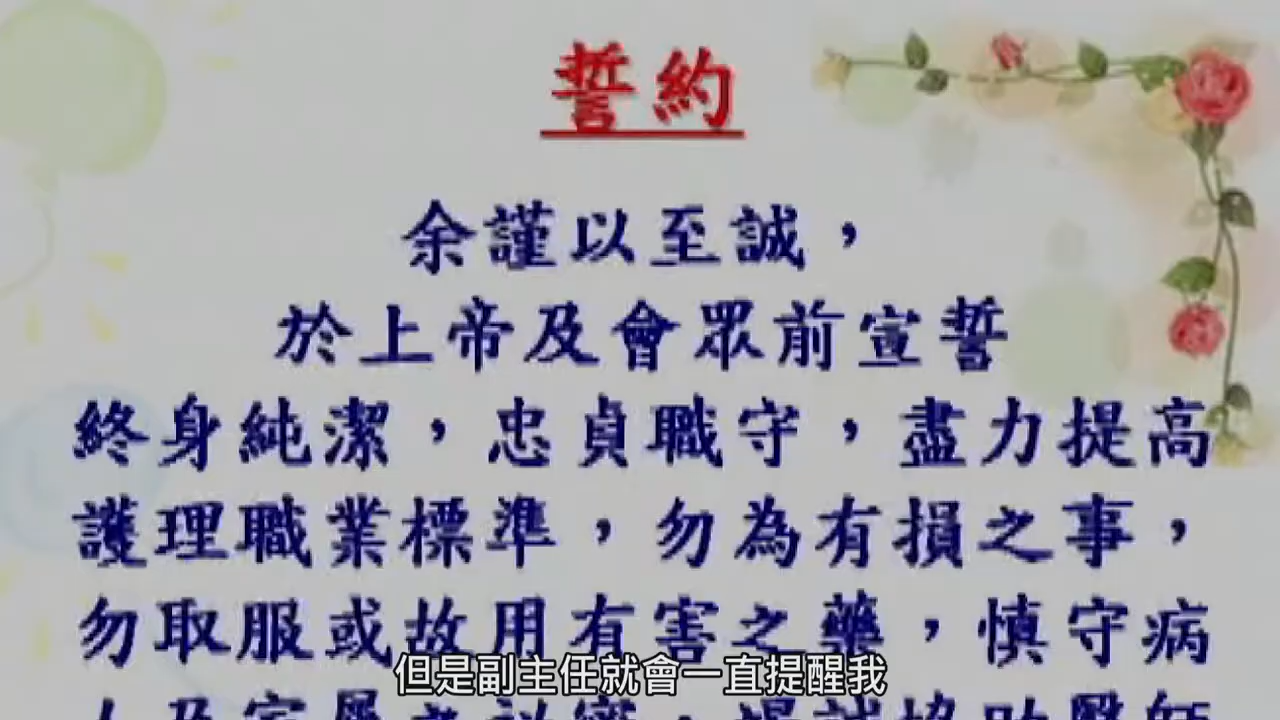 誓約
余謹以至誠，
於上帝及會眾前宣誓
終身純潔，忠貞職守，盡力提高
護理職業標準，勿為有損之事，
勿取服或故用有害之藥，慎守病
但是副主任就會一直提醒我